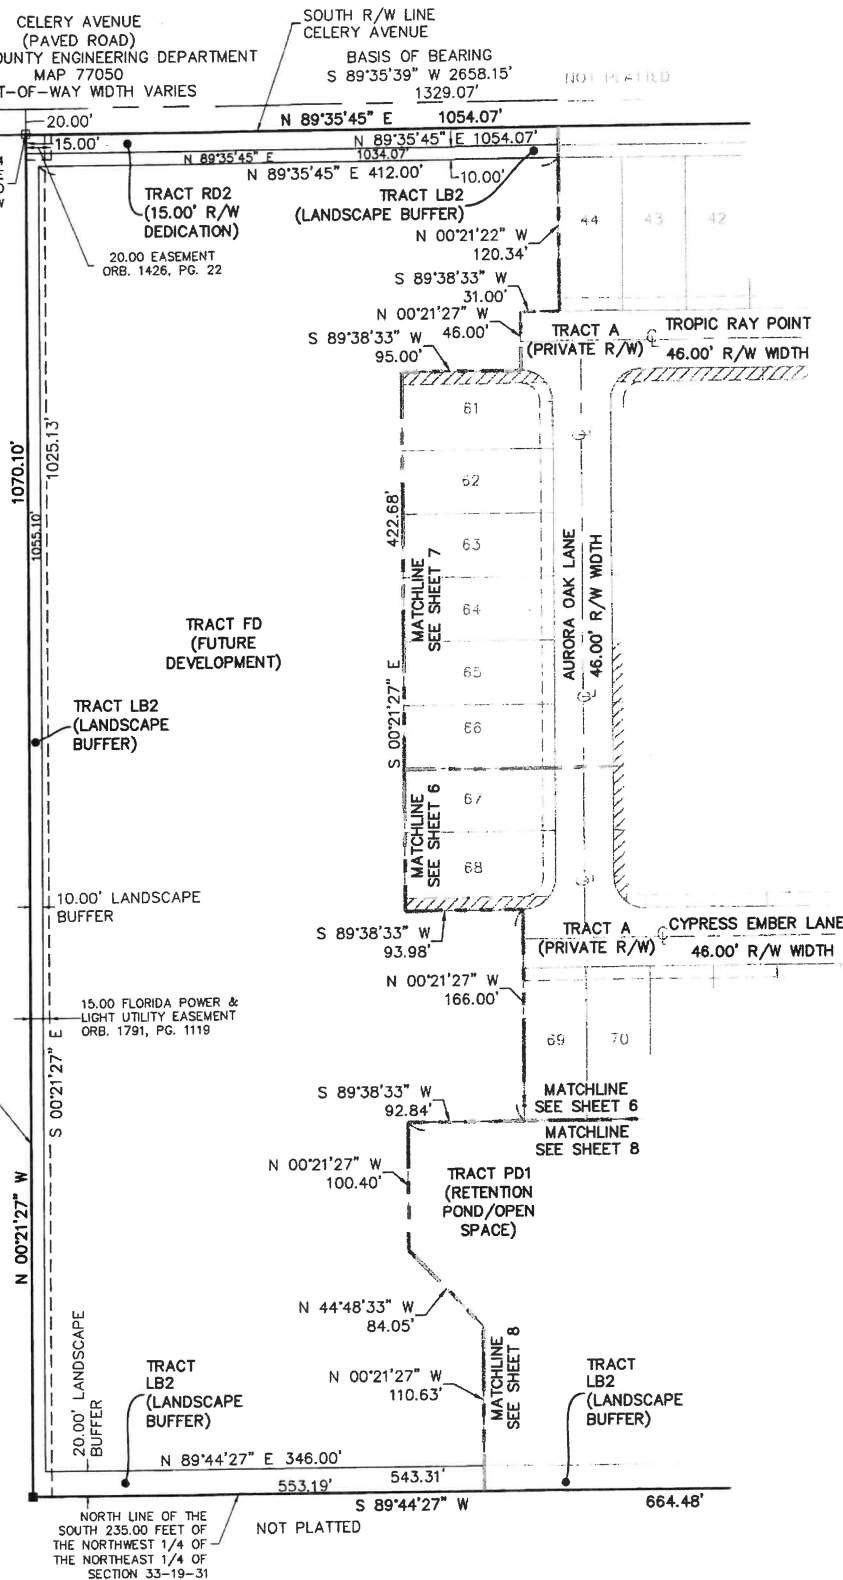 CELERY AVENUE
(PAVED ROAD)
OUNTY ENGINEERING DEPARTMENT
MAP 77050
T-OF-WAY WIDTH VARIES
SOUTH R/W LINE
CELERY AVENUE
BASIS OF BEARING
S 89°35'39" W 2658.15'
1329.07'
NOT PLATTED
20.00'
N 89°35'45" E 1054.07'
15.00'
N 89°35'45" E 1054.07'
N 89°35'45" E 1034.07'
N 89°35'45" E 412.00'
10.00'
TRACT RD2
(15.00' R/W
DEDICATION)
TRACT LB2
(LANDSCAPE BUFFER)
44
43
42
20.00 EASEMENT
ORB. 1426, PG. 22
N 00°21'22" W
120.34'
S 89°38'33" W
31.00'
N 00°21'27" W
46.00'
S 89°38'33" W
95.00'
TRACT A
(PRIVATE R/W)
TROPIC RAY POINT
46.00' R/W WIDTH
61
62
63
64
65
66
67
68
1070.10'
1055.10'
1025.13'
422.68'
S 00°21'27" E
MATCHLINE
SEE SHEET 7
AURORA OAK LANE
46.00' R/W WIDTH
TRACT FD
(FUTURE
DEVELOPMENT)
TRACT LB2
(LANDSCAPE
BUFFER)
MATCHLINE
SEE SHEET 6
10.00' LANDSCAPE
BUFFER
S 89°38'33" W
93.98'
TRACT A
(PRIVATE R/W)
CYPRESS EMBER LANE
46.00' R/W WIDTH
N 00°21'27" W
166.00'
15.00 FLORIDA POWER &
LIGHT UTILITY EASEMENT
ORB. 1791, PG. 1119
S 00°21'27" E
69
70
S 89°38'33" W
92.84'
MATCHLINE
SEE SHEET 6
MATCHLINE
SEE SHEET 8
N 00°21'27" W
N 00°21'27" W
100.40'
TRACT PD1
(RETENTION
POND/OPEN
SPACE)
N 44°48'33" W
84.05'
N 00°21'27" W
110.63'
MATCHLINE
SEE SHEET 8
20.00' LANDSCAPE
BUFFER
TRACT
LB2
(LANDSCAPE
BUFFER)
TRACT
LB2
(LANDSCAPE
BUFFER)
N 89°44'27" E 346.00'
543.31'
553.19'
S 89°44'27" W
664.48'
NORTH LINE OF THE
SOUTH 235.00 FEET OF
THE NORTHWEST 1/4 OF
THE NORTHEAST 1/4 OF
SECTION 33-19-31
NOT PLATTED